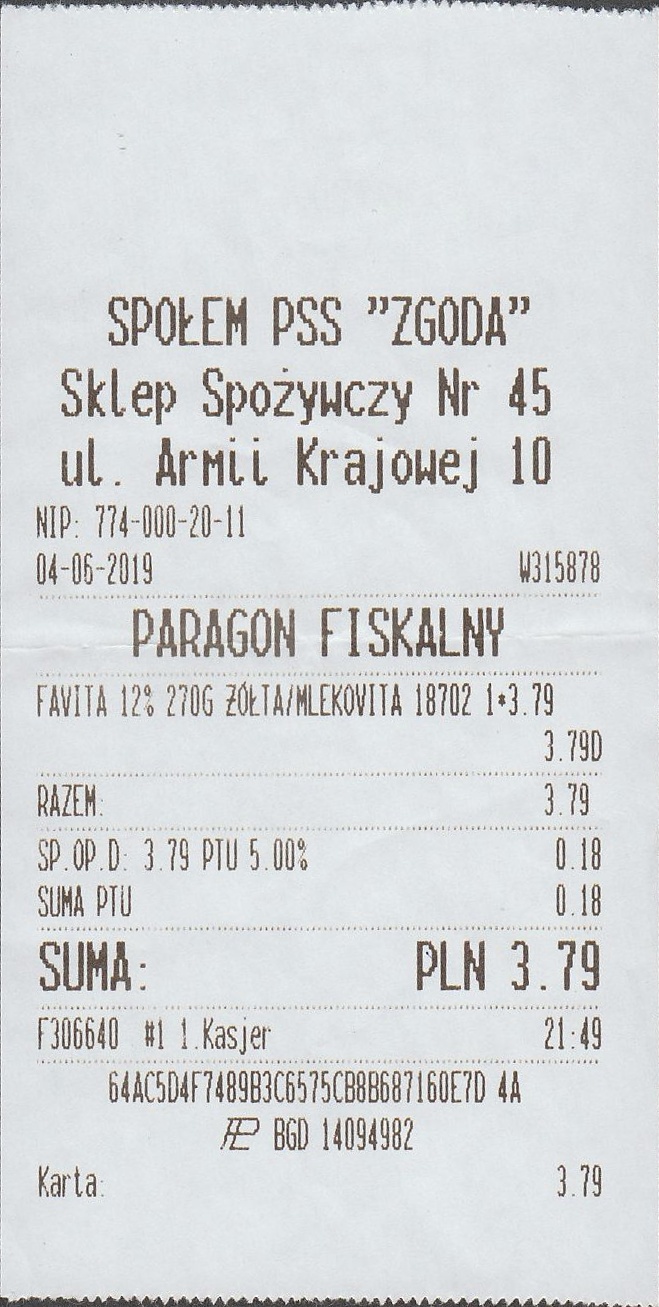 SPOŁEM PSS "ZGODA"
Sklep Spożywczy Nr 45
ul. Armii Krajowej 10
NIP: 774-000-20-11
04-06-2019 W315878
PARAGON FISKALNY
FAVITA 12% 270G ŻÓŁTA/MLEKOVITA 18702 1*3.79
3.79D
RAZEM: 3.79
SP.OP.D: 3.79 PTU 5.00% 0.18
SUMA PTU 0.18
SUMA: PLN 3.79
F306640 #1 1.Kasjer 21:49
64AC5D4F7489B3C6575CB8B687160E7D 4A
BGD 14094982
Karta: 3.79